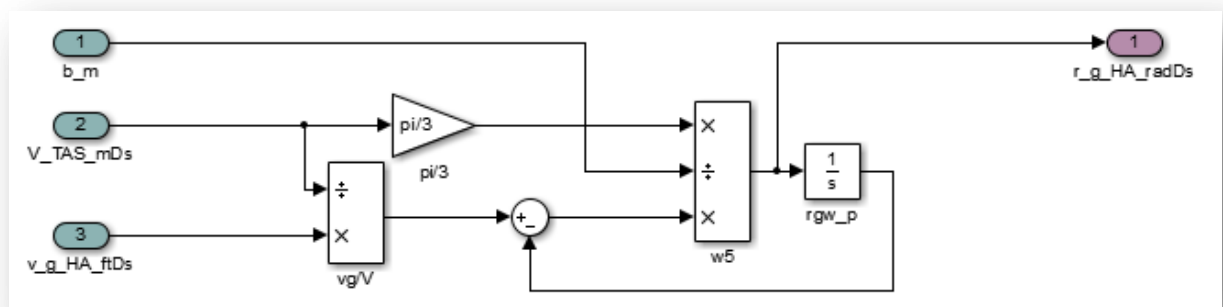 1
b_m
2
V_TAS_mDs
3
v_g_HA_ftDs
pi/3
pi/3
÷
×
vg/V
+
−
×
÷
×
w5
1
s
rgw_p
1
r_g_HA_radDs